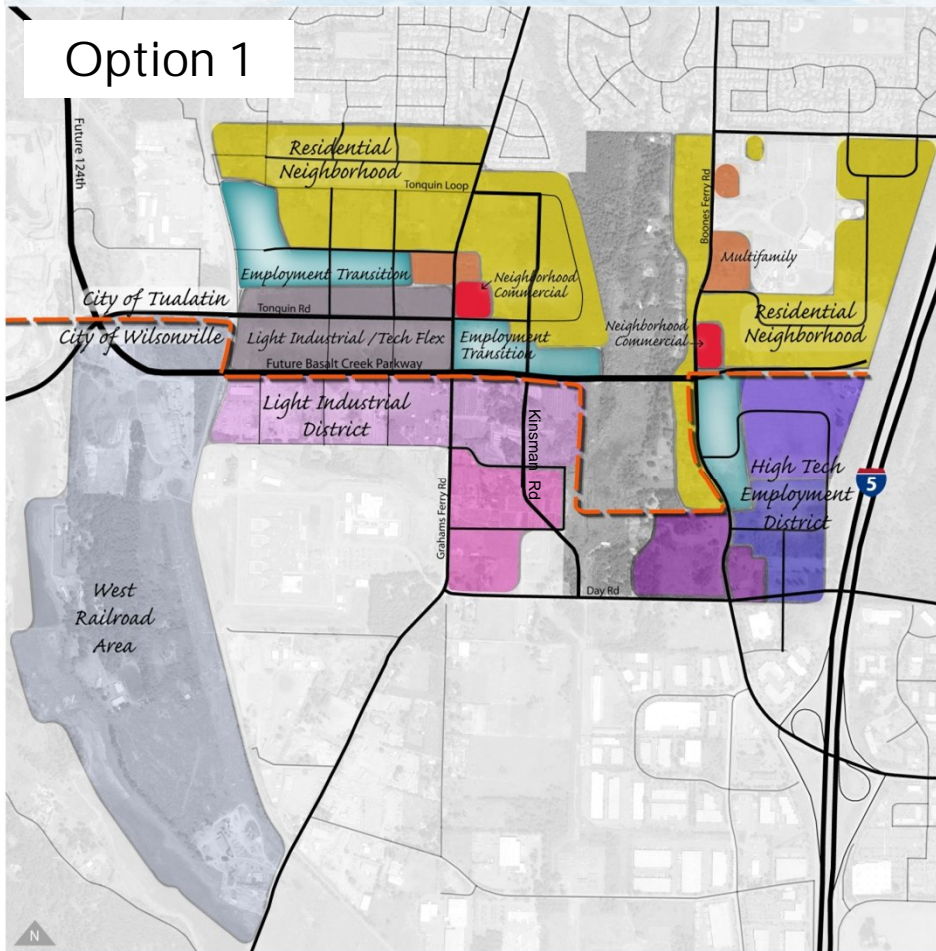 Option 1
Future 124th
Residential
Neighborhood
Tonquin Loop
Boones Ferry Rd
Multifamily
Employment Transition
Neighborhood
Commercial
City of Tualatin
Tonquin Rd
City of Wilsonville
Light Industrial / Tech Flex
Employment
Transition
Neighborhood
Commercial
Residential
Neighborhood
Future Basalt Creek Parkway
Light Industrial
District
Kinsman Rd
High Tech
Employment
District
5
Grahams Ferry Rd
Day Rd
West
Railroad
Area
N